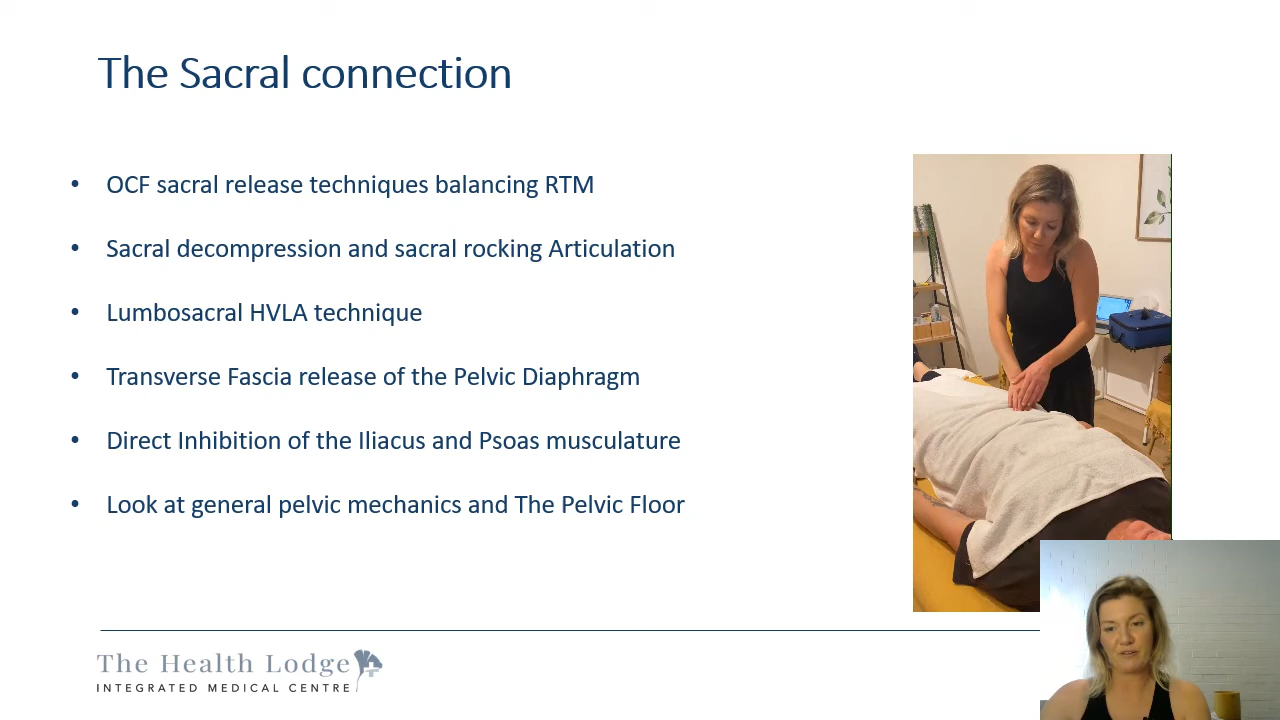 The Sacral connection
• OCF sacral release techniques balancing RTM
• Sacral decompression and sacral rocking Articulation
• Lumbosacral HVLA technique
• Transverse Fascia release of the Pelvic Diaphragm
• Direct Inhibition of the Iliacus and Psoas musculature
• Look at general pelvic mechanics and The Pelvic Floor
The Health Lodge
INTEGRATED MEDICAL CENTRE